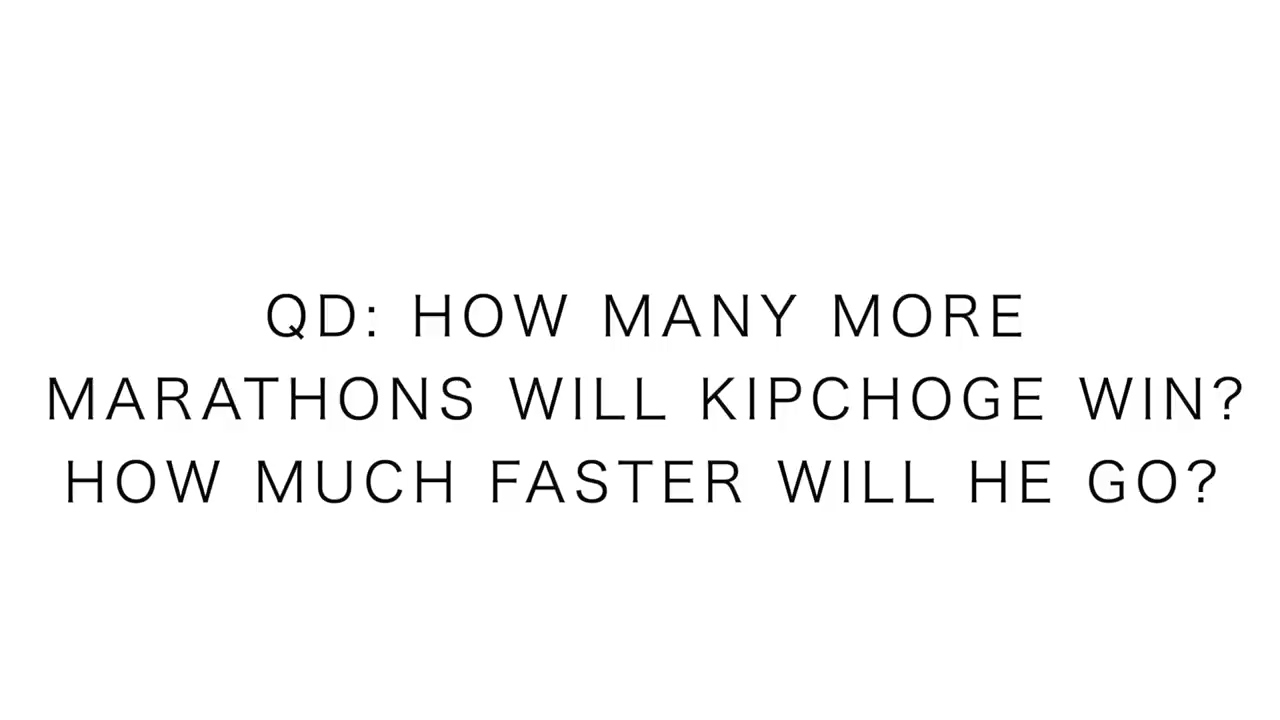 QD: HOW MANY MORE
MARATHONS WILL KIPCHOGE WIN?
HOW MUCH FASTER WILL HE GO?